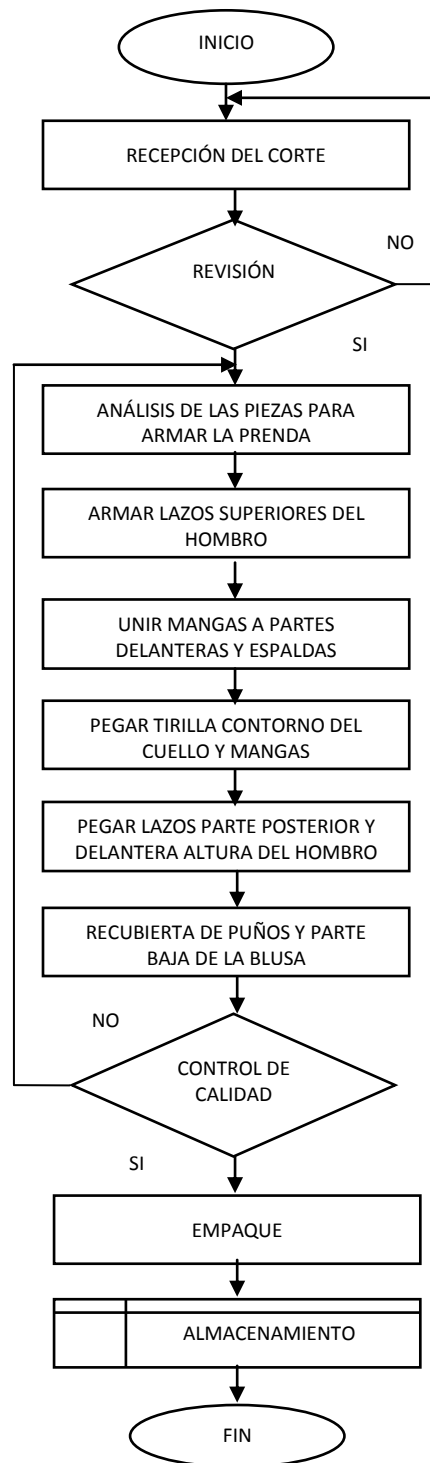 INICIO
RECEPCIÓN DEL CORTE
NO
REVISIÓN
SI
ANÁLISIS DE LAS PIEZAS PARA
ARMAR LA PRENDA
ARMAR LAZOS SUPERIORES DEL
HOMBRO
UNIR MANGAS A PARTES
DELANTERAS Y ESPALDAS
PEGAR TIRILLA CONTORNO DEL
CUELLO Y MANGAS
PEGAR LAZOS PARTE POSTERIOR Y
DELANTERA ALTURA DEL HOMBRO
RECUBIERTA DE PUÑOS Y PARTE
BAJA DE LA BLUSA
NO
CONTROL DE
CALIDAD
SI
EMPAQUE
ALMACENAMIENTO
FIN